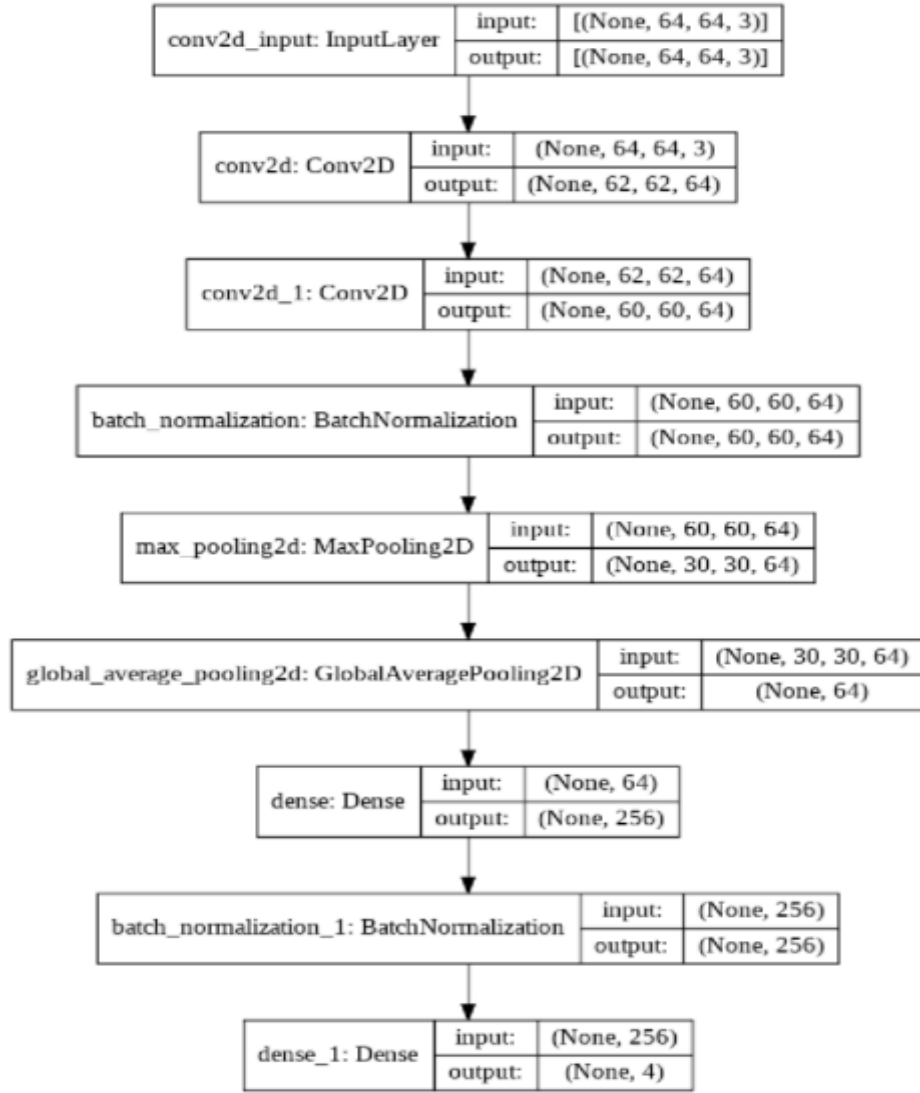 conv2d_input: InputLayer
input: [(None, 64, 64, 3)]
output: [(None, 64, 64, 3)]
conv2d: Conv2D
input: (None, 64, 64, 3)
output: (None, 62, 62, 64)
conv2d_1: Conv2D
input: (None, 62, 62, 64)
output: (None, 60, 60, 64)
batch_normalization: BatchNormalization
input: (None, 60, 60, 64)
output: (None, 60, 60, 64)
max_pooling2d: MaxPooling2D
input: (None, 60, 60, 64)
output: (None, 30, 30, 64)
global_average_pooling2d: GlobalAveragePooling2D
input: (None, 30, 30, 64)
output: (None, 64)
dense: Dense
input: (None, 64)
output: (None, 256)
batch_normalization_1: BatchNormalization
input: (None, 256)
output: (None, 256)
dense_1: Dense
input: (None, 256)
output: (None, 4)